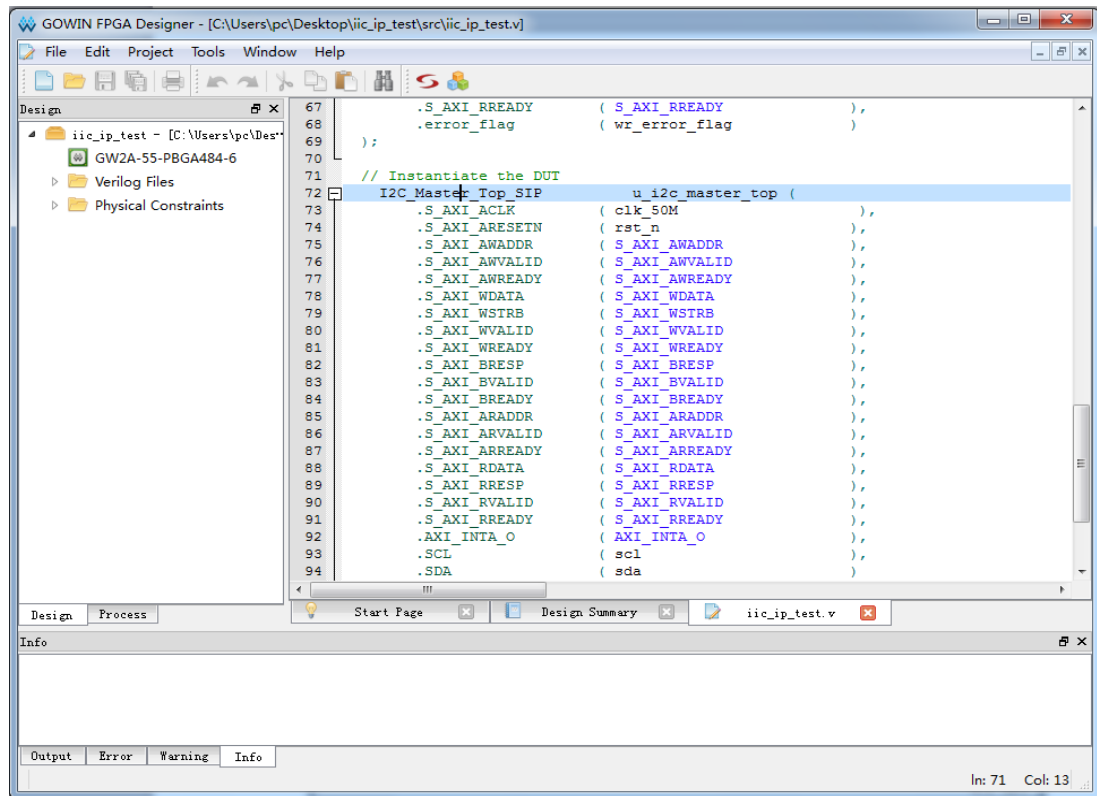 GOWIN FPGA Designer - [C:\Users\pc\Desktop\iic_ip_test\src\iic_ip_test.v]
File Edit Project Tools Window Help
Design
iic_ip_test - [C:\Users\pc\Des
GW2A-55-PBGA484-6
Verilog Files
Physical Constraints
67 .S_AXI_RREADY ( S_AXI_RREADY ),
68 .error_flag ( wr_error_flag )
69 );
70
71 // Instantiate the DUT
72 I2C_Master_Top_SIP u_i2c_master_top (
73 .S_AXI_ACLK ( clk_50M ),
74 .S_AXI_ARESETN ( rst_n ),
75 .S_AXI_AWADDR ( S_AXI_AWADDR ),
76 .S_AXI_AWVALID ( S_AXI_AWVALID ),
77 .S_AXI_AWREADY ( S_AXI_AWREADY ),
78 .S_AXI_WDATA ( S_AXI_WDATA ),
79 .S_AXI_WSTRB ( S_AXI_WSTRB ),
80 .S_AXI_WVALID ( S_AXI_WVALID ),
81 .S_AXI_WREADY ( S_AXI_WREADY ),
82 .S_AXI_BRESP ( S_AXI_BRESP ),
83 .S_AXI_BVALID ( S_AXI_BVALID ),
84 .S_AXI_BREADY ( S_AXI_BREADY ),
85 .S_AXI_ARADDR ( S_AXI_ARADDR ),
86 .S_AXI_ARVALID ( S_AXI_ARVALID ),
87 .S_AXI_ARREADY ( S_AXI_ARREADY ),
88 .S_AXI_RDATA ( S_AXI_RDATA ),
89 .S_AXI_RRESP ( S_AXI_RRESP ),
90 .S_AXI_RVALID ( S_AXI_RVALID ),
91 .S_AXI_RREADY ( S_AXI_RREADY ),
92 .AXI_INTA_O ( AXI_INTA_O ),
93 .SCL ( scl ),
94 .SDA ( sda )
Design Process
Start Page Design Summary iic_ip_test.v
Info
Output Error Warning Info
ln: 71 Col: 13